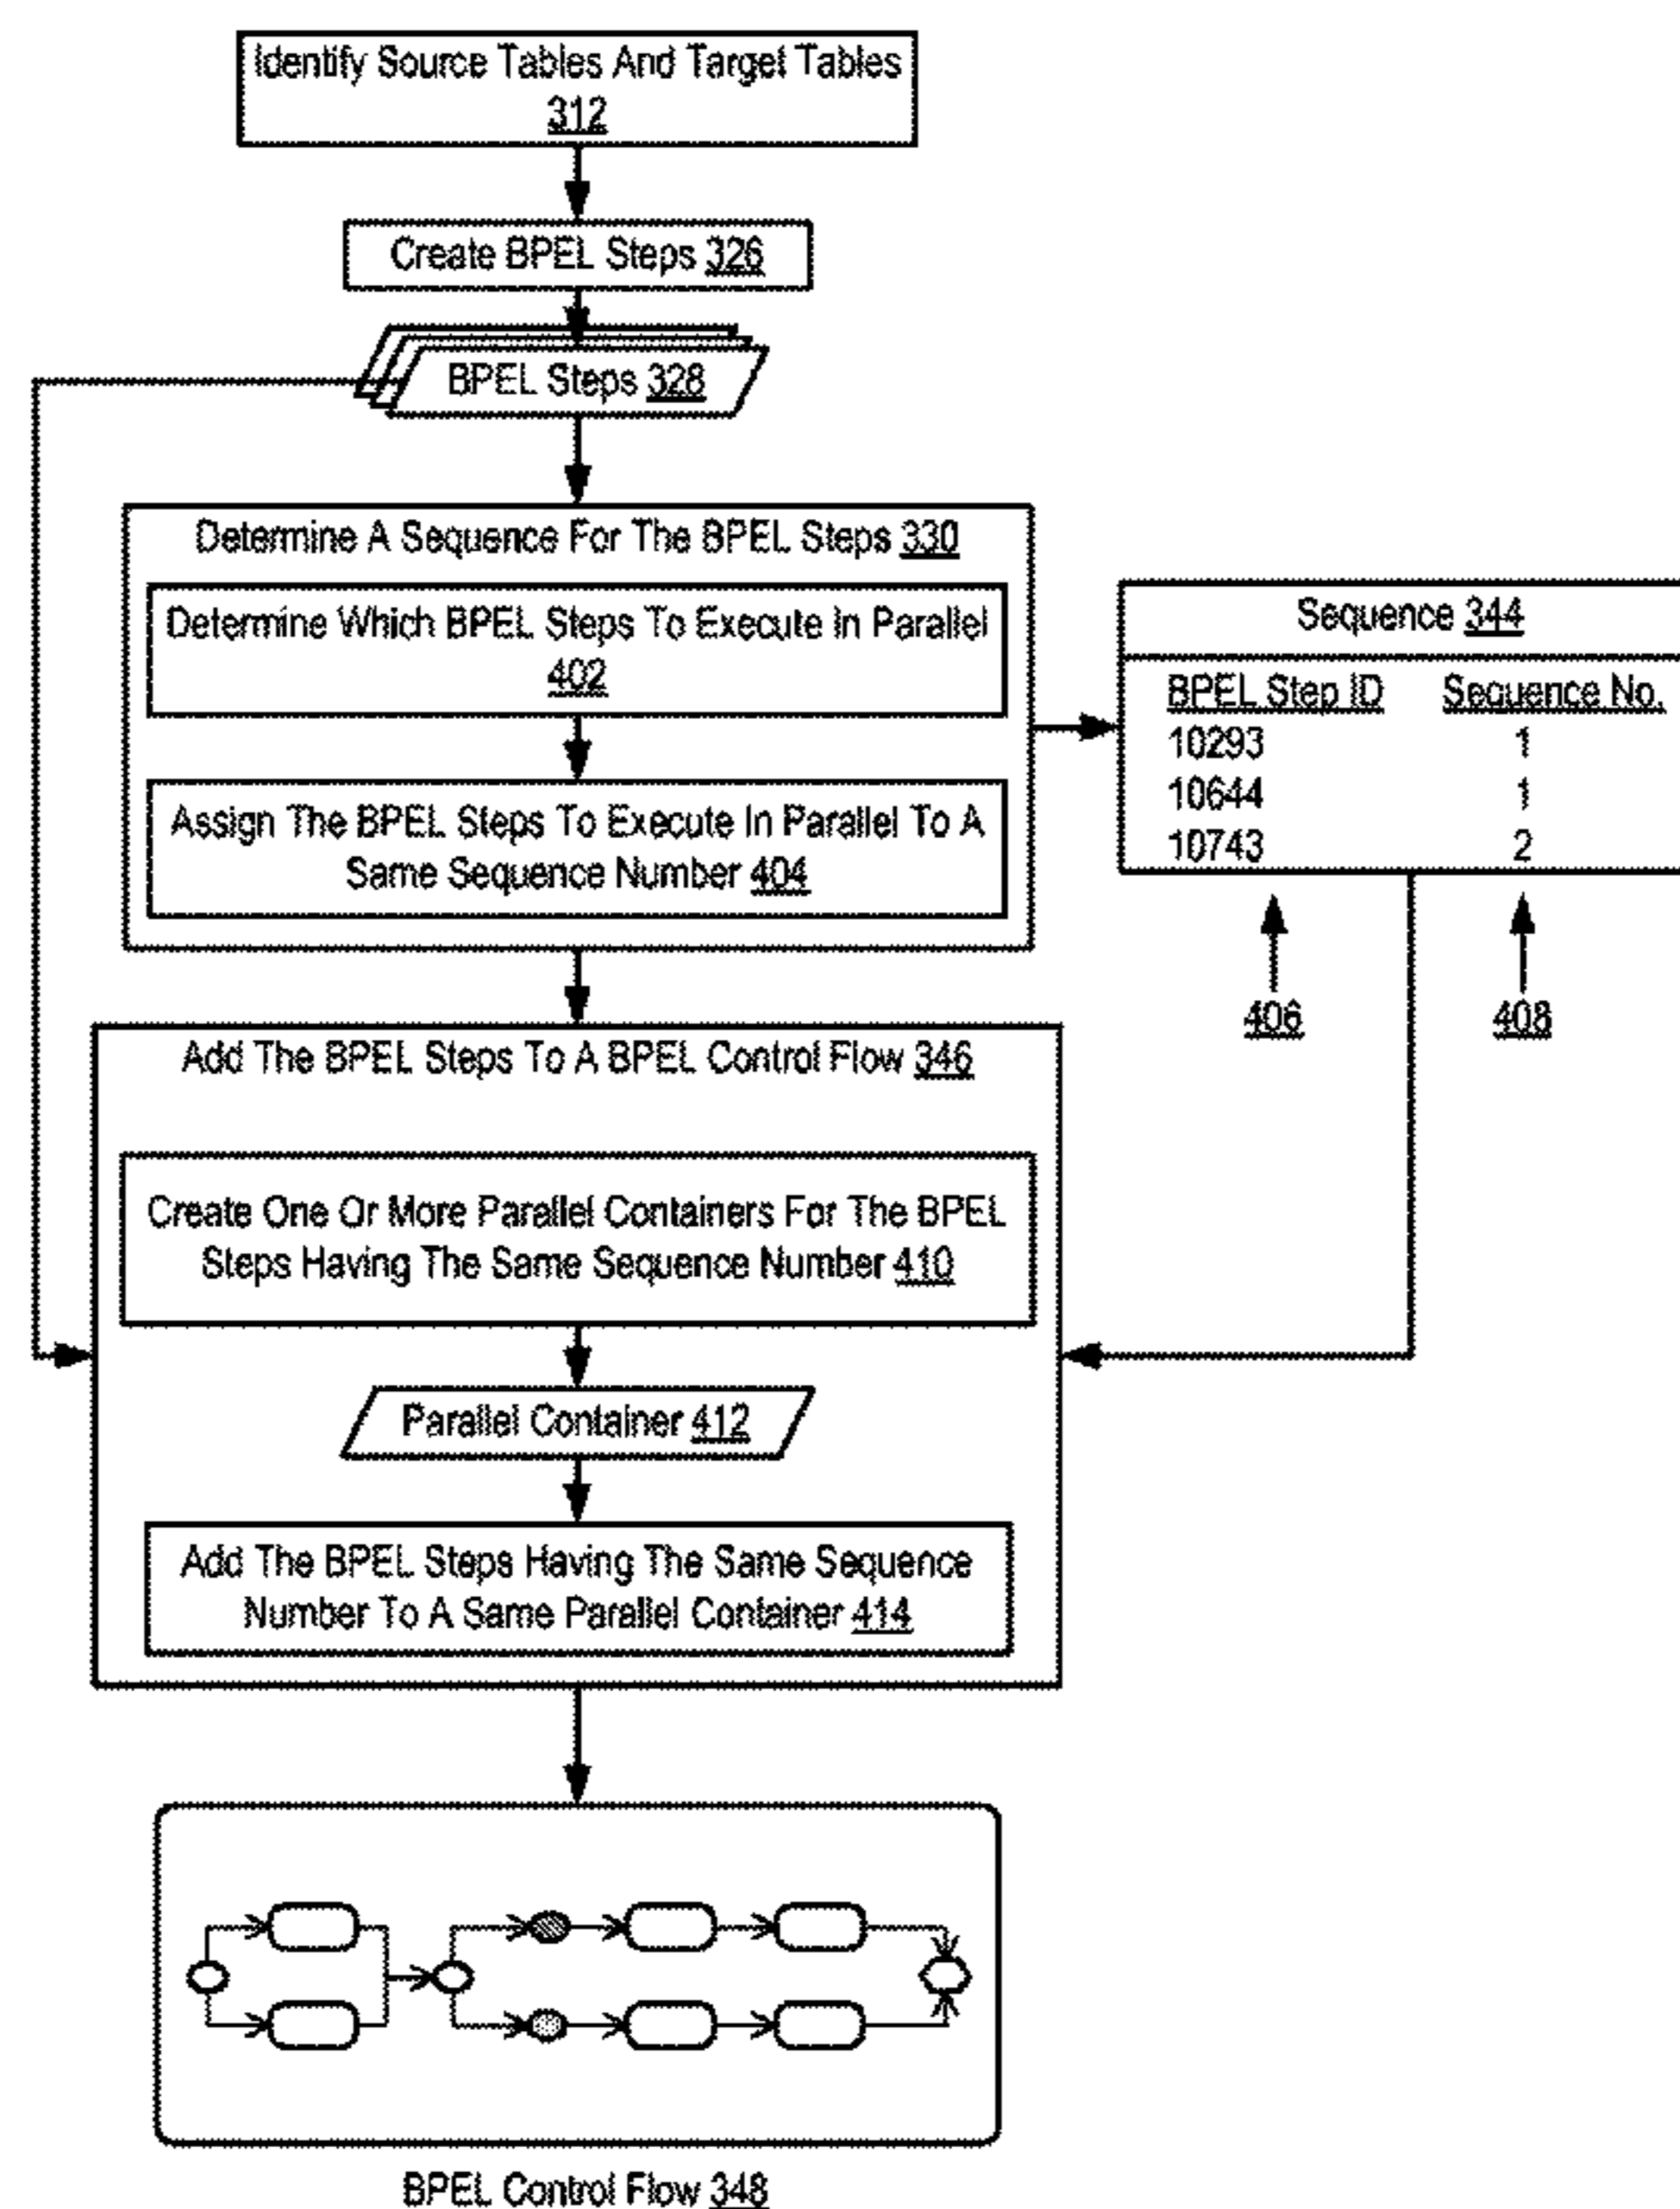 Identify Source Tables And Target Tables
312
Create BPEL Steps 326
BPEL Steps 328
Determine A Sequence For The BPEL Steps 330
Determine Which BPEL Steps To Execute In Parallel
402
Assign The BPEL Steps To Execute In Parallel To A
Same Sequence Number 404
Sequence 344
BPEL Step ID Sequence No.
10293 1
10644 1
10743 2
406 408
Add The BPEL Steps To A BPEL Control Flow 346
Create One Or More Parallel Containers For The BPEL
Steps Having The Same Sequence Number 410
Parallel Container 412
Add The BPEL Steps Having The Same Sequence
Number To A Same Parallel Container 414
BPEL Control Flow 348